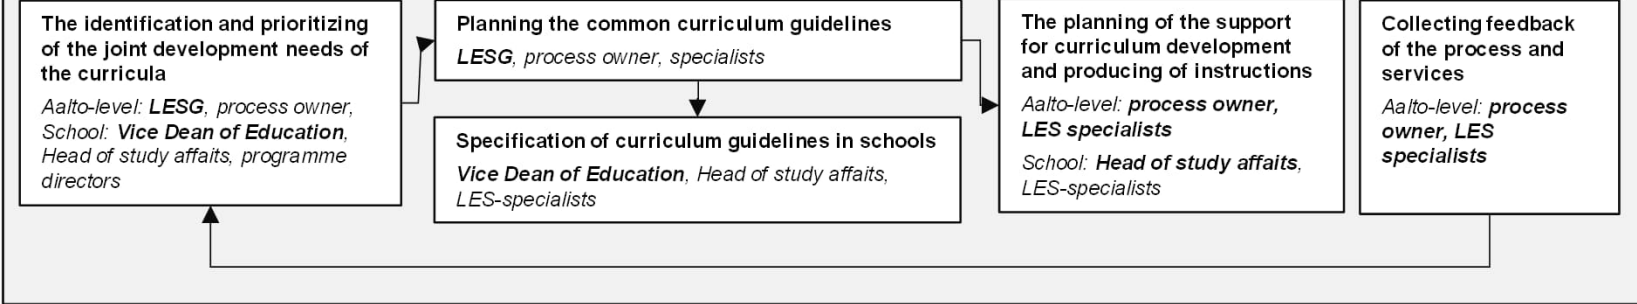 The identification and prioritizing
of the joint development needs of
the curricula
Aalto-level: LESG, process owner,
School: Vice Dean of Education,
Head of study affaits, programme
directors
Planning the common curriculum guidelines
LESG, process owner, specialists
Specification of curriculum guidelines in schools
Vice Dean of Education, Head of study affaits,
LES-specialists
The planning of the support
for curriculum development
and producing of instructions
Aalto-level: process owner,
LES specialists
School: Head of study affaits,
LES-specialists
Collecting feedback
of the process and
services
Aalto-level: process
owner, LES
specialists